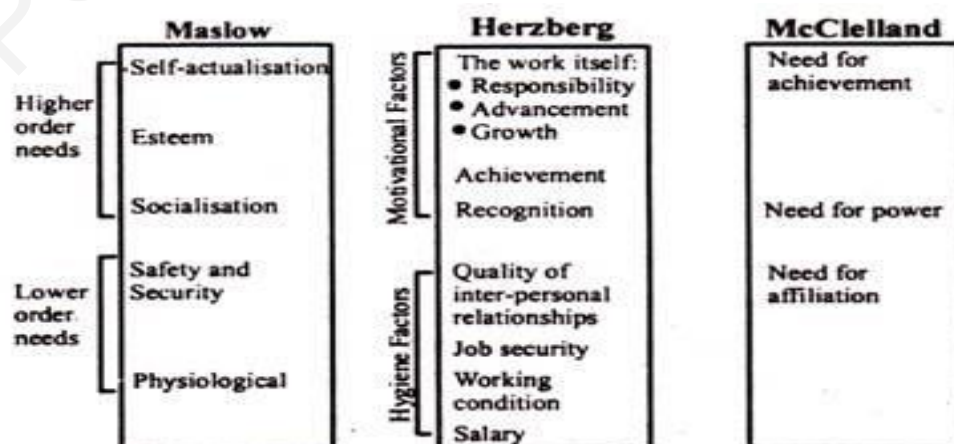 Maslow
Higher
order
needs
-Self-actualisation
Esteem
Socialisation
Lower
order
needs
Safety and
Security
Physiological
Herzberg
Motivational Factors
The work itself:
• Responsibility
• Advancement
• Growth
Achievement
Recognition
Hygiene Factors
Quality of
inter-personal
relationships
Job security
Working
condition
Salary
McClelland
Need for
achievement
Need for power
Need for
affiliation